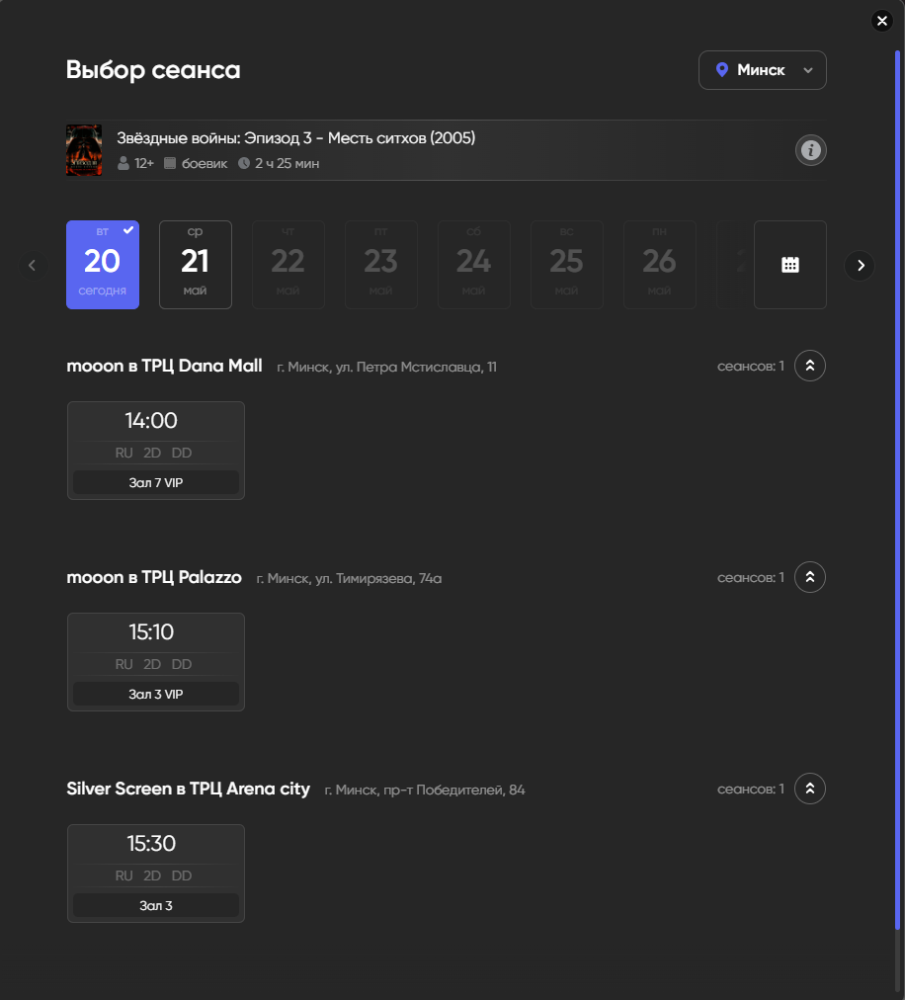 Выбор сеанса
Минск
Звёздные войны: Эпизод 3 - Месть ситхов (2005)
12+ боевик 2 ч 25 мин
вт ср чт пт сб вс пн
20 21 22 23 24 25 26 2
сегодня май май май май май май
mooon в ТРЦ Dana Mall г. Минск, ул. Петра Мстиславца, 11 сеансов: 1
14:00
RU 2D DD
Зал 7 VIP
mooon в ТРЦ Palazzo г. Минск, ул. Тимирязева, 74а сеансов: 1
15:10
RU 2D DD
Зал 3 VIP
Silver Screen в ТРЦ Arena city г. Минск, пр-т Победителей, 84 сеансов: 1
15:30
RU 2D DD
Зал 3